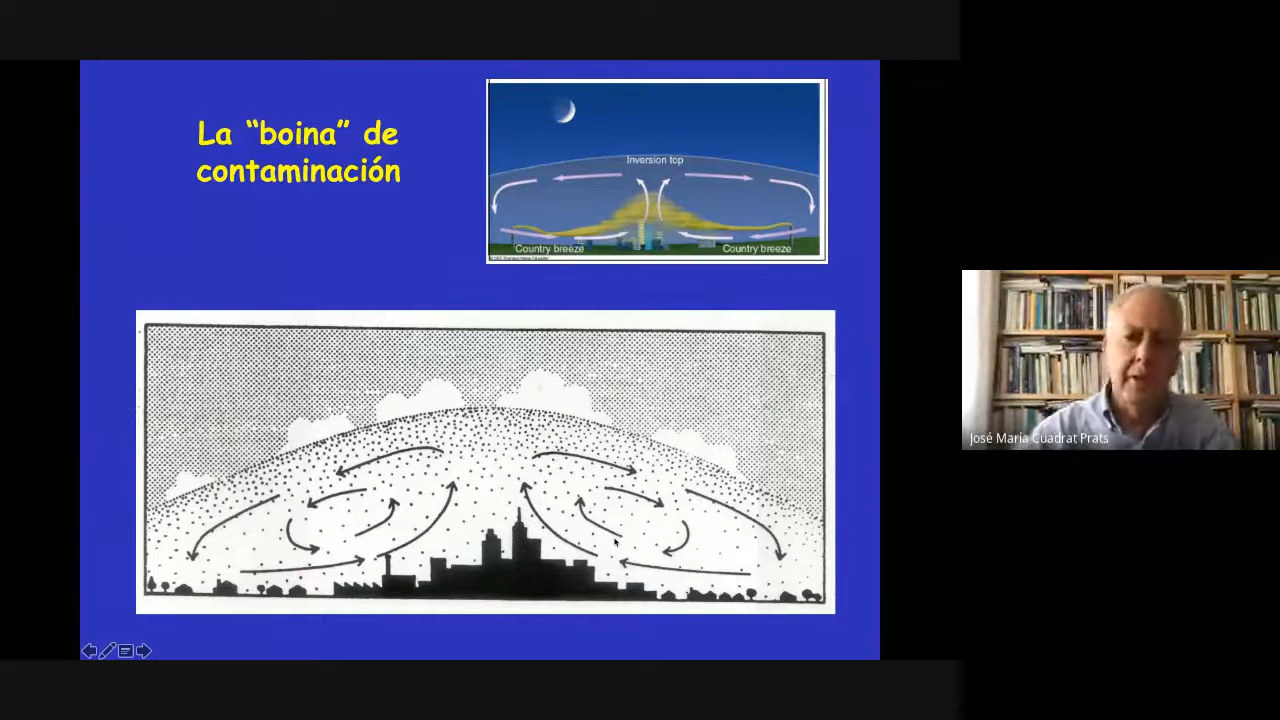 La “boina” de
contaminación
Inversion top
Country breeze
Country breeze
José María Cuadrat Prats